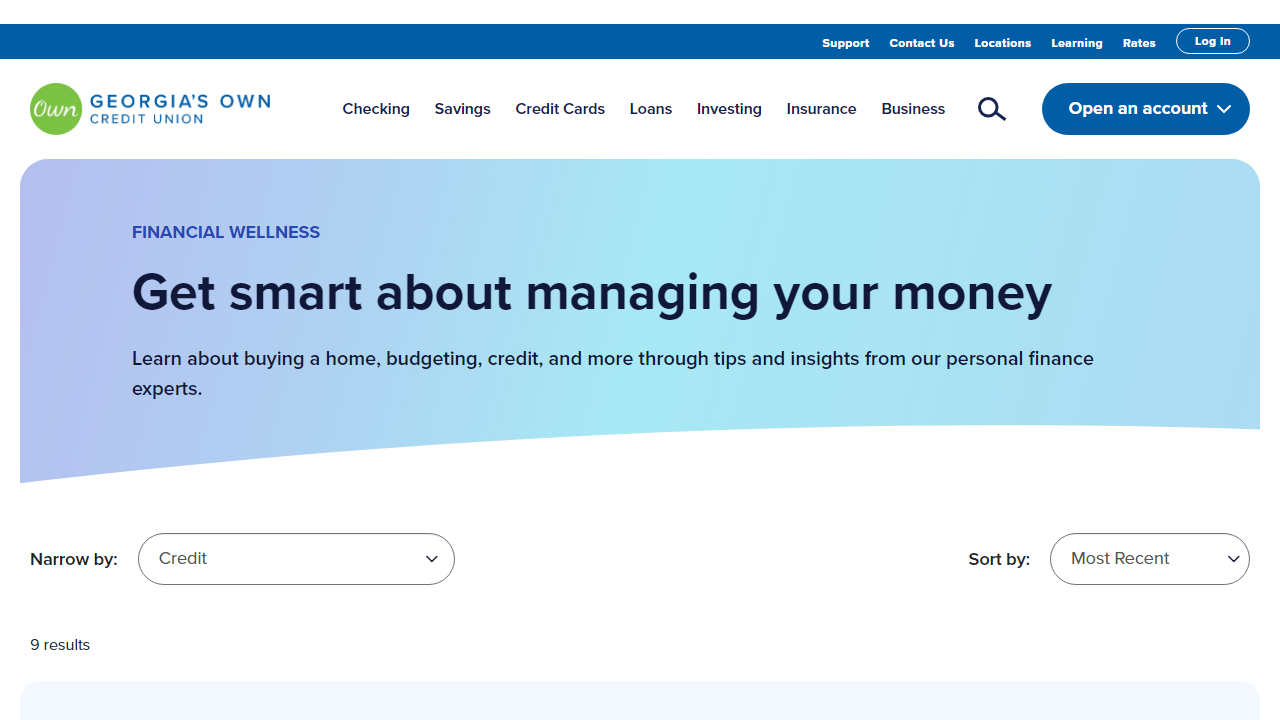 Support Contact Us Locations Learning Rates Log In
Own GEORGIA'S OWN
CREDIT UNION
Checking Savings Credit Cards Loans Investing Insurance Business Open an account
FINANCIAL WELLNESS
Get smart about managing your money
Learn about buying a home, budgeting, credit, and more through tips and insights from our personal finance
experts.
Narrow by: Credit Sort by: Most Recent
9 results